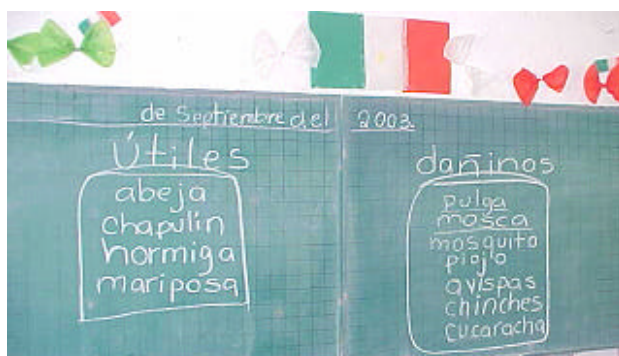 de Septiembre del 2003
Útiles
abeja
chapulín
hormiga
mariposa
dañinos
pulga
mosca
mosquito
piojo
avispas
chinches
cucaracha